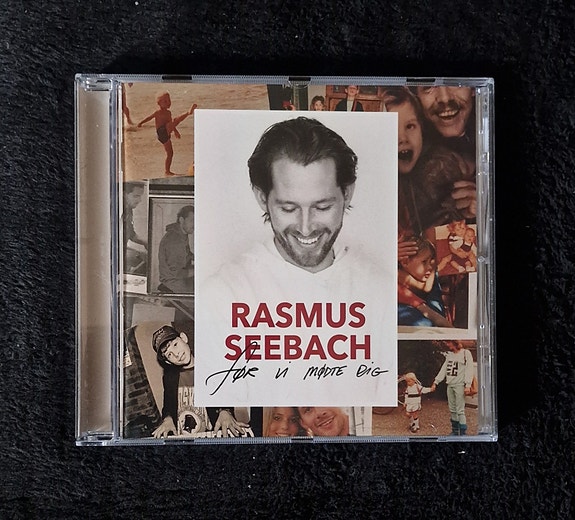 RASMUS
SEEBACH
FØR VI MØDTE DIG